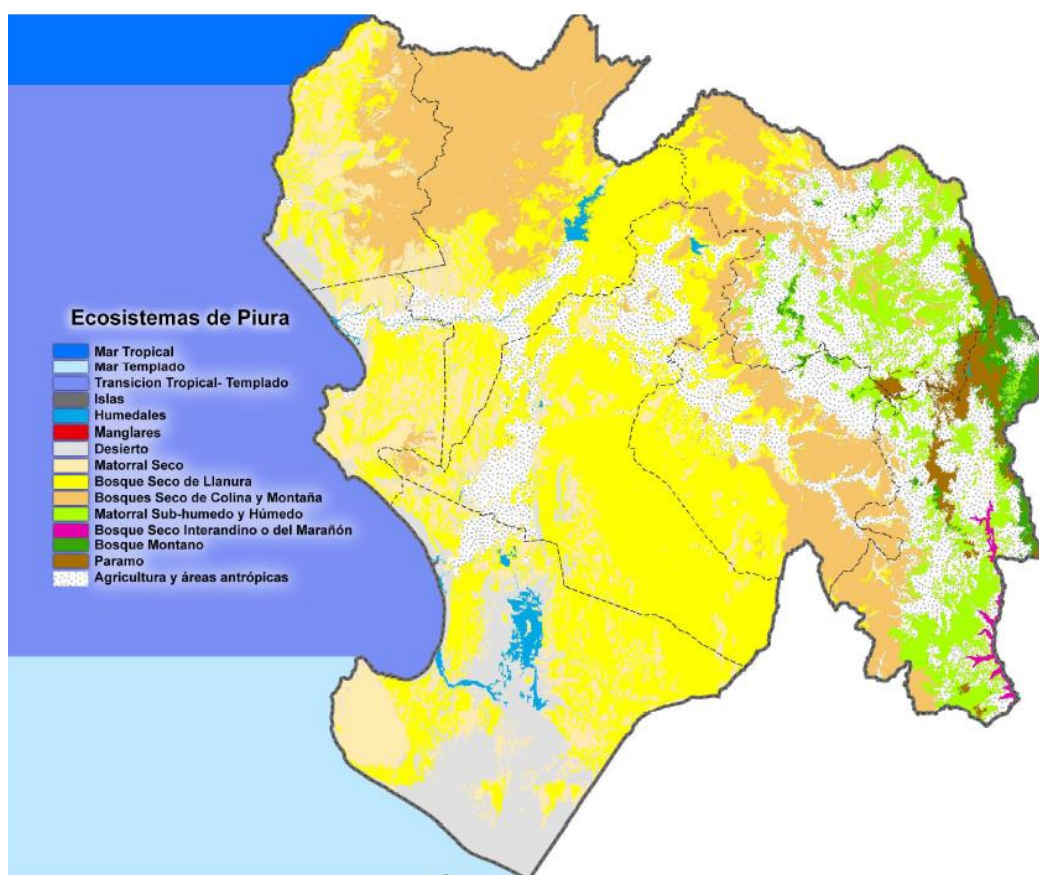 Ecosistemas de Piura
Mar Tropical
Mar Templado
Transicion Tropical- Templado
Islas
Humedales
Manglares
Desierto
Matorral Seco
Bosque Seco de Llanura
Bosques Seco de Colina y Montaña
Matorral Sub-humedo y Húmedo
Bosque Seco Interandino o del Marañón
Bosque Montano
Paramo
Agricultura y áreas antrópicas